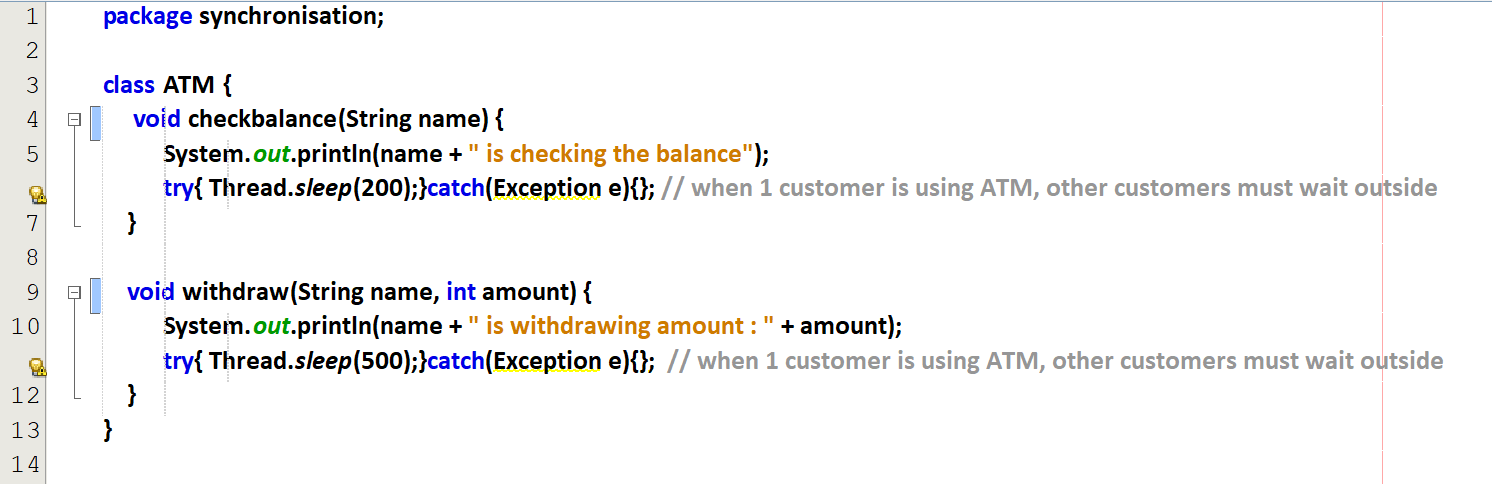 1 package synchronisation;
2
3 class ATM {
4 void checkbalance(String name) {
5 System.out.println(name + " is checking the balance");
try{ Thread.sleep(200);}catch(Exception e){}; // when 1 customer is using ATM, other customers must wait outside
7 }
8
9 void withdraw(String name, int amount) {
10 System.out.println(name + " is withdrawing amount : " + amount);
try{ Thread.sleep(500);}catch(Exception e){}; // when 1 customer is using ATM, other customers must wait outside
12 }
13 }
14